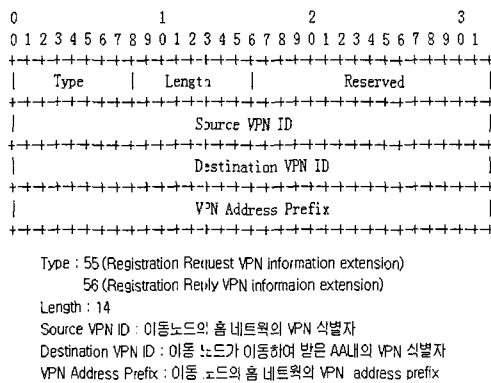 0 1 2 3
0 1 2 3 4 5 6 7 8 9 0 1 2 3 4 5 6 7 8 9 0 1 2 3 4 5 6 7 8 9 0 1
+-+-+-+-+-+-+-+-+-+-+-+-+-+-+-+-+-+-+-+-+-+-+-+-+-+-+-+-+-+-+-+-+
| Type | Length | Reserved |
+-+-+-+-+-+-+-+-+-+-+-+-+-+-+-+-+-+-+-+-+-+-+-+-+-+-+-+-+-+-+-+-+
| Source VPN ID |
+-+-+-+-+-+-+-+-+-+-+-+-+-+-+-+-+-+-+-+-+-+-+-+-+-+-+-+-+-+-+-+-+
| Destination VPN ID |
+-+-+-+-+-+-+-+-+-+-+-+-+-+-+-+-+-+-+-+-+-+-+-+-+-+-+-+-+-+-+-+-+
| VPN Address Prefix |
+-+-+-+-+-+-+-+-+-+-+-+-+-+-+-+-+-+-+-+-+-+-+-+-+-+-+-+-+-+-+-+-+
Type : 55 (Registration Request VPN information extension)
56 (Registration Reply VPN informaion extension)
Length : 14
Source VPN ID : 이동노드의 홈 네트웍의 VPN 식별자
Destination VPN ID : 이동 노드가 이동하여 받은 AA내의 VPN 식별자
VPN Address Prefix : 이동 노드의 홈 네트웍의 VPN address prefix